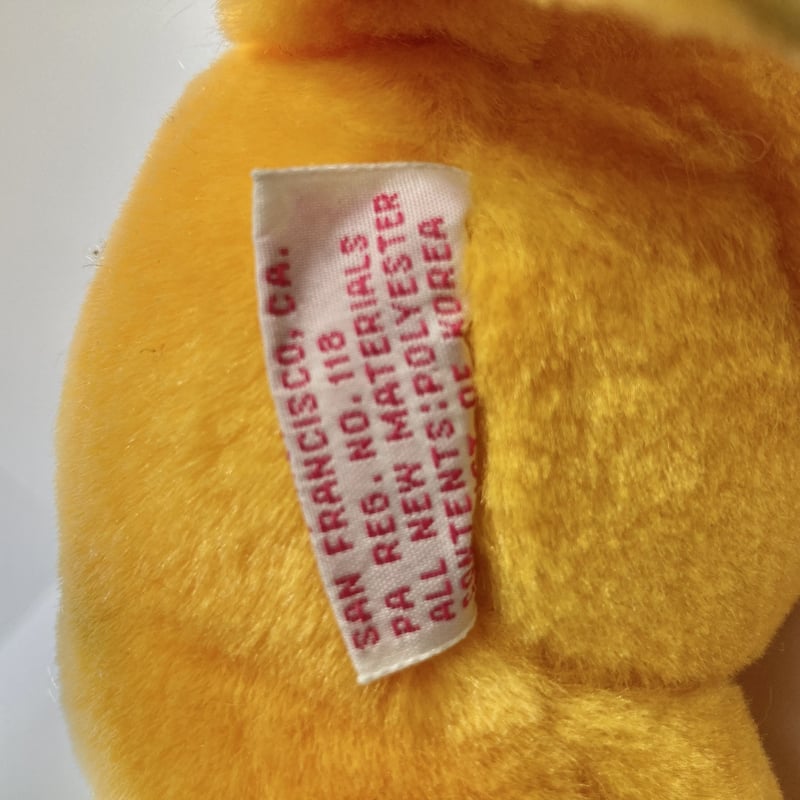 SAN FRANCISCO, CA.
PA REG. NO. 118
ALL NEW MATERIALS
CONTENTS:POLYESTER
OF KOREA